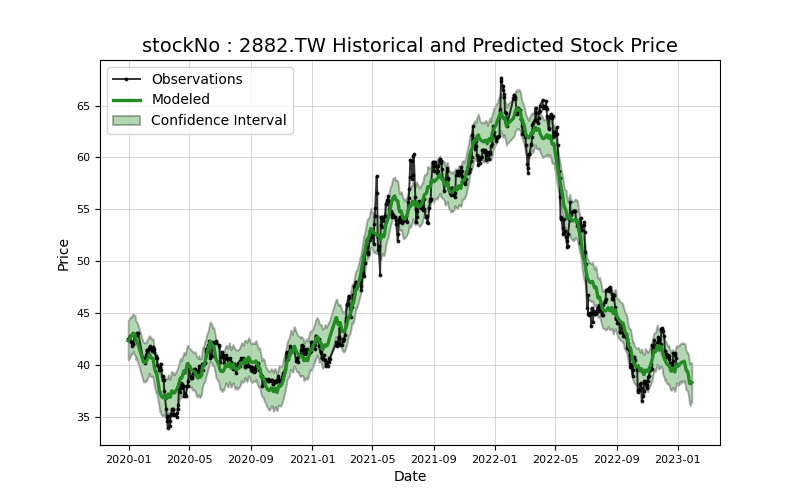 stockNo : 2882.TW Historical and Predicted Stock Price
Observations
Modeled
Confidence Interval
65
60
55
50
45
40
35
Price
2020-01 2020-05 2020-09 2021-01 2021-05 2021-09 2022-01 2022-05 2022-09 2023-01
Date